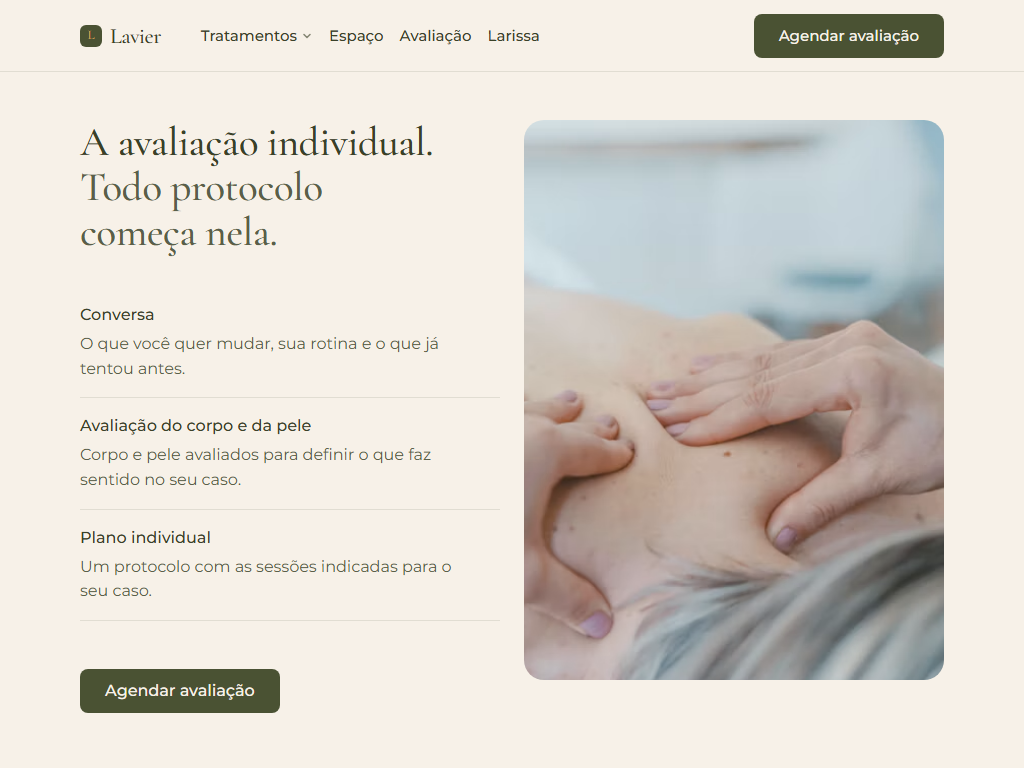 L Lavier Tratamentos Espaço Avaliação Larissa Agendar avaliação
A avaliação individual.
Todo protocolo
começa nela.
Conversa
O que você quer mudar, sua rotina e o que já
tentou antes.
Avaliação do corpo e da pele
Corpo e pele avaliados para definir o que faz
sentido no seu caso.
Plano individual
Um protocolo com as sessões indicadas para o
seu caso.
Agendar avaliação